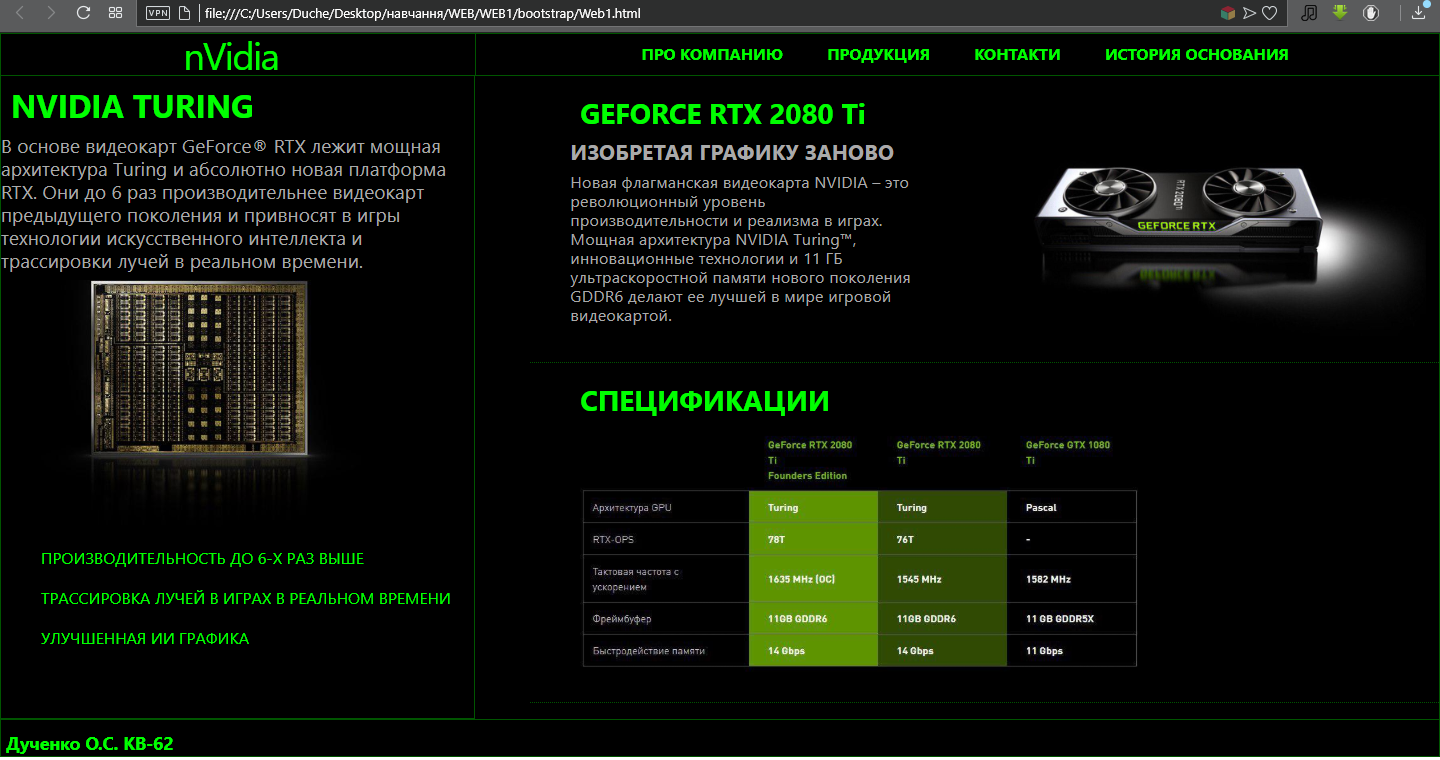 VPN
file:///C:/Users/Duche/Desktop/навчання/WEB/WEB1/bootstrap/Web1.html
nVidia
ПРО КОМПАНИЮ ПРОДУКЦИЯ КОНТАКТИ ИСТОРИЯ ОСНОВАНИЯ
NVIDIA TURING
В основе видеокарт GeForce® RTX лежит мощная
архитектура Turing и абсолютно новая платформа
RTX. Они до 6 раз производительнее видеокарт
предыдущего поколения и привносят в игры
технологии искусственного интеллекта и
трассировки лучей в реальном времени.
ПРОИЗВОДИТЕЛЬНОСТЬ ДО 6-Х РАЗ ВЫШЕ
ТРАССИРОВКА ЛУЧЕЙ В ИГРАХ В РЕАЛЬНОМ ВРЕМЕНИ
УЛУЧШЕННАЯ ИИ ГРАФИКА
GEFORCE RTX 2080 Ti
ИЗОБРЕТАЯ ГРАФИКУ ЗАНОВО
Новая флагманская видеокарта NVIDIA – это
революционный уровень
производительности и реализма в играх.
Мощная архитектура NVIDIA Turing™,
инновационные технологии и 11 ГБ
ультраскоростной памяти нового поколения
GDDR6 делают ее лучшей в мире игровой
видеокартой.
RTX 2080Ti
GEFORCE RTX
СПЕЦИФИКАЦИИ
GeForce RTX 2080 GeForce RTX 2080 GeForce GTX 1080
Ti Ti Ti
Founders Edition
Архитектура GPU Turing Turing Pascal
RTX-OPS 78T 76T -
Тактовая частота с
ускорением 1635 MHz (OC) 1545 MHz 1582 MHz
Фреймбуфер 11GB GDDR6 11GB GDDR6 11 GB GDDR5X
Быстродействие памяти 14 Gbps 14 Gbps 11 Gbps
Дученко О.С. КВ-62